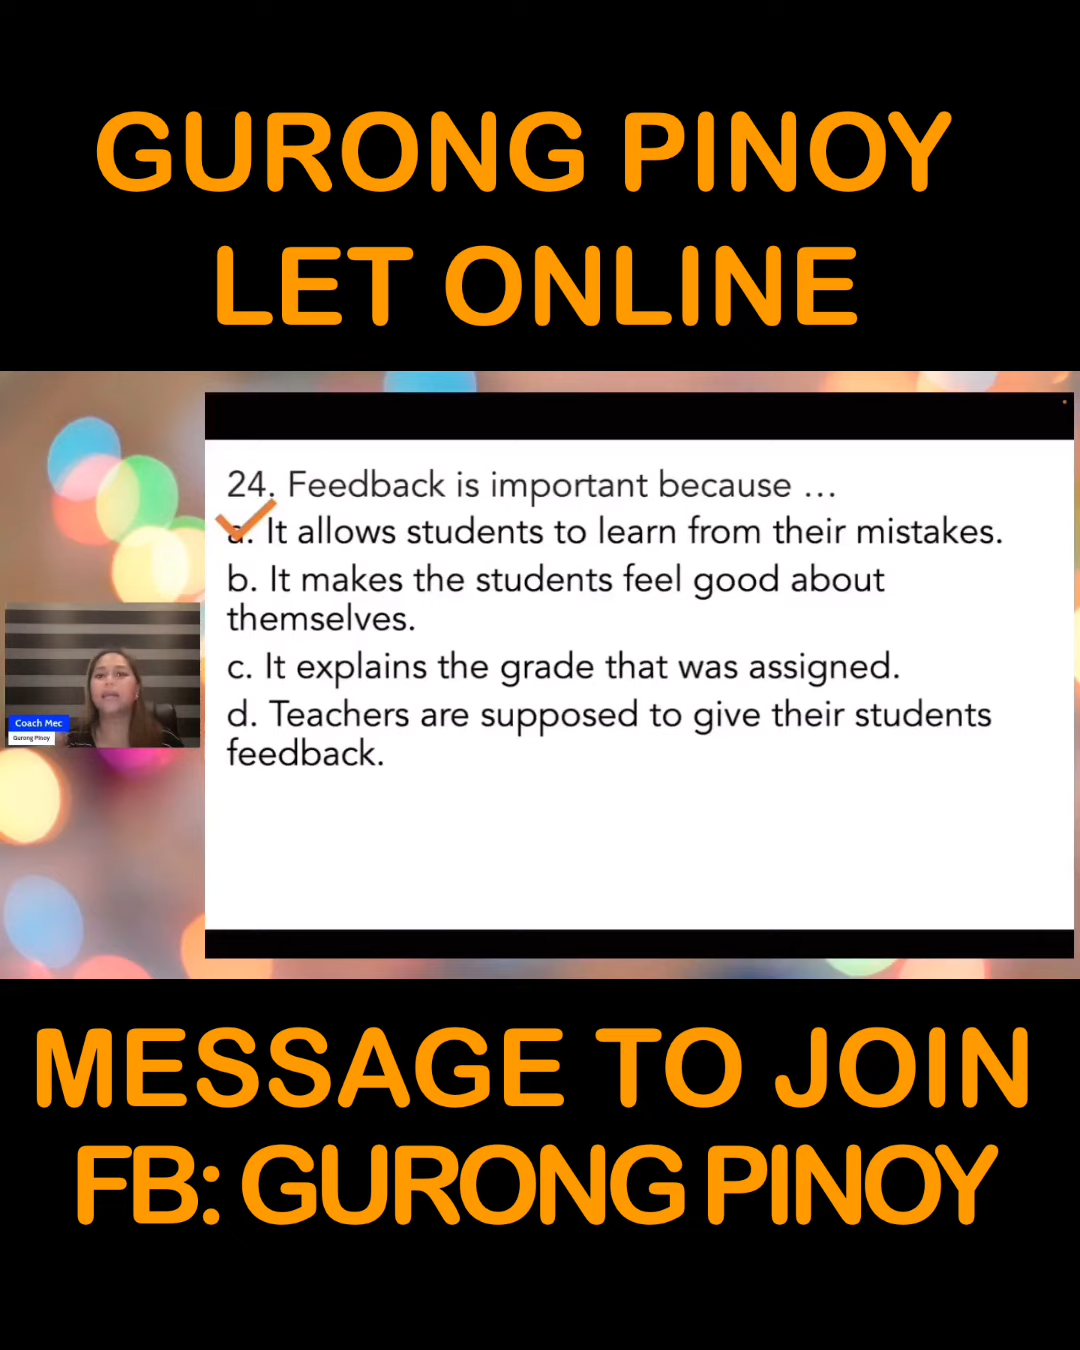 GURONG PINOY
LET ONLINE
24. Feedback is important because ...
a. It allows students to learn from their mistakes.
b. It makes the students feel good about
themselves.
c. It explains the grade that was assigned.
d. Teachers are supposed to give their students
feedback.
Coach Mec
Gurong Pinoy
MESSAGE TO JOIN
FB: GURONG PINOY